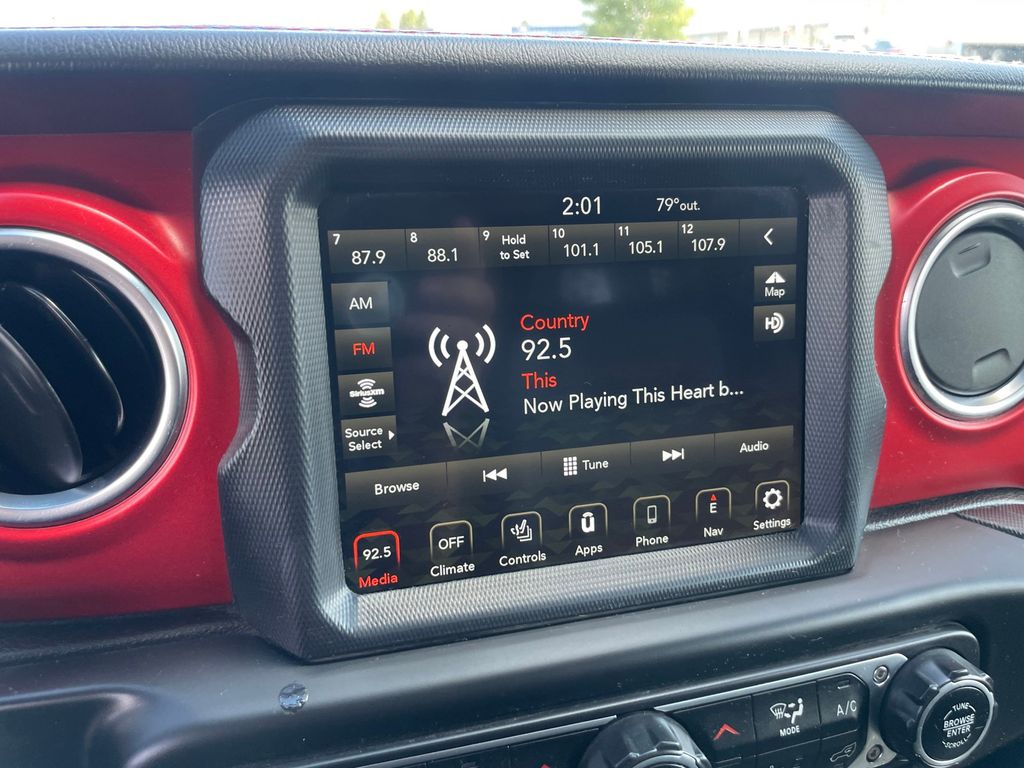 2:01 79°out.
7 87.9 8 88.1 9 Hold to Set 10 101.1 11 105.1 12 107.9
AM
Map
FM
HD
Country
92.5
This
Now Playing This Heart b...
SiriusXM
Source
Select
Browse Tune Audio
92.5 OFF E
Media Climate Controls Apps Phone Nav Settings
MODE
A/C
TUNE
BROWSE
ENTER
SCROLL